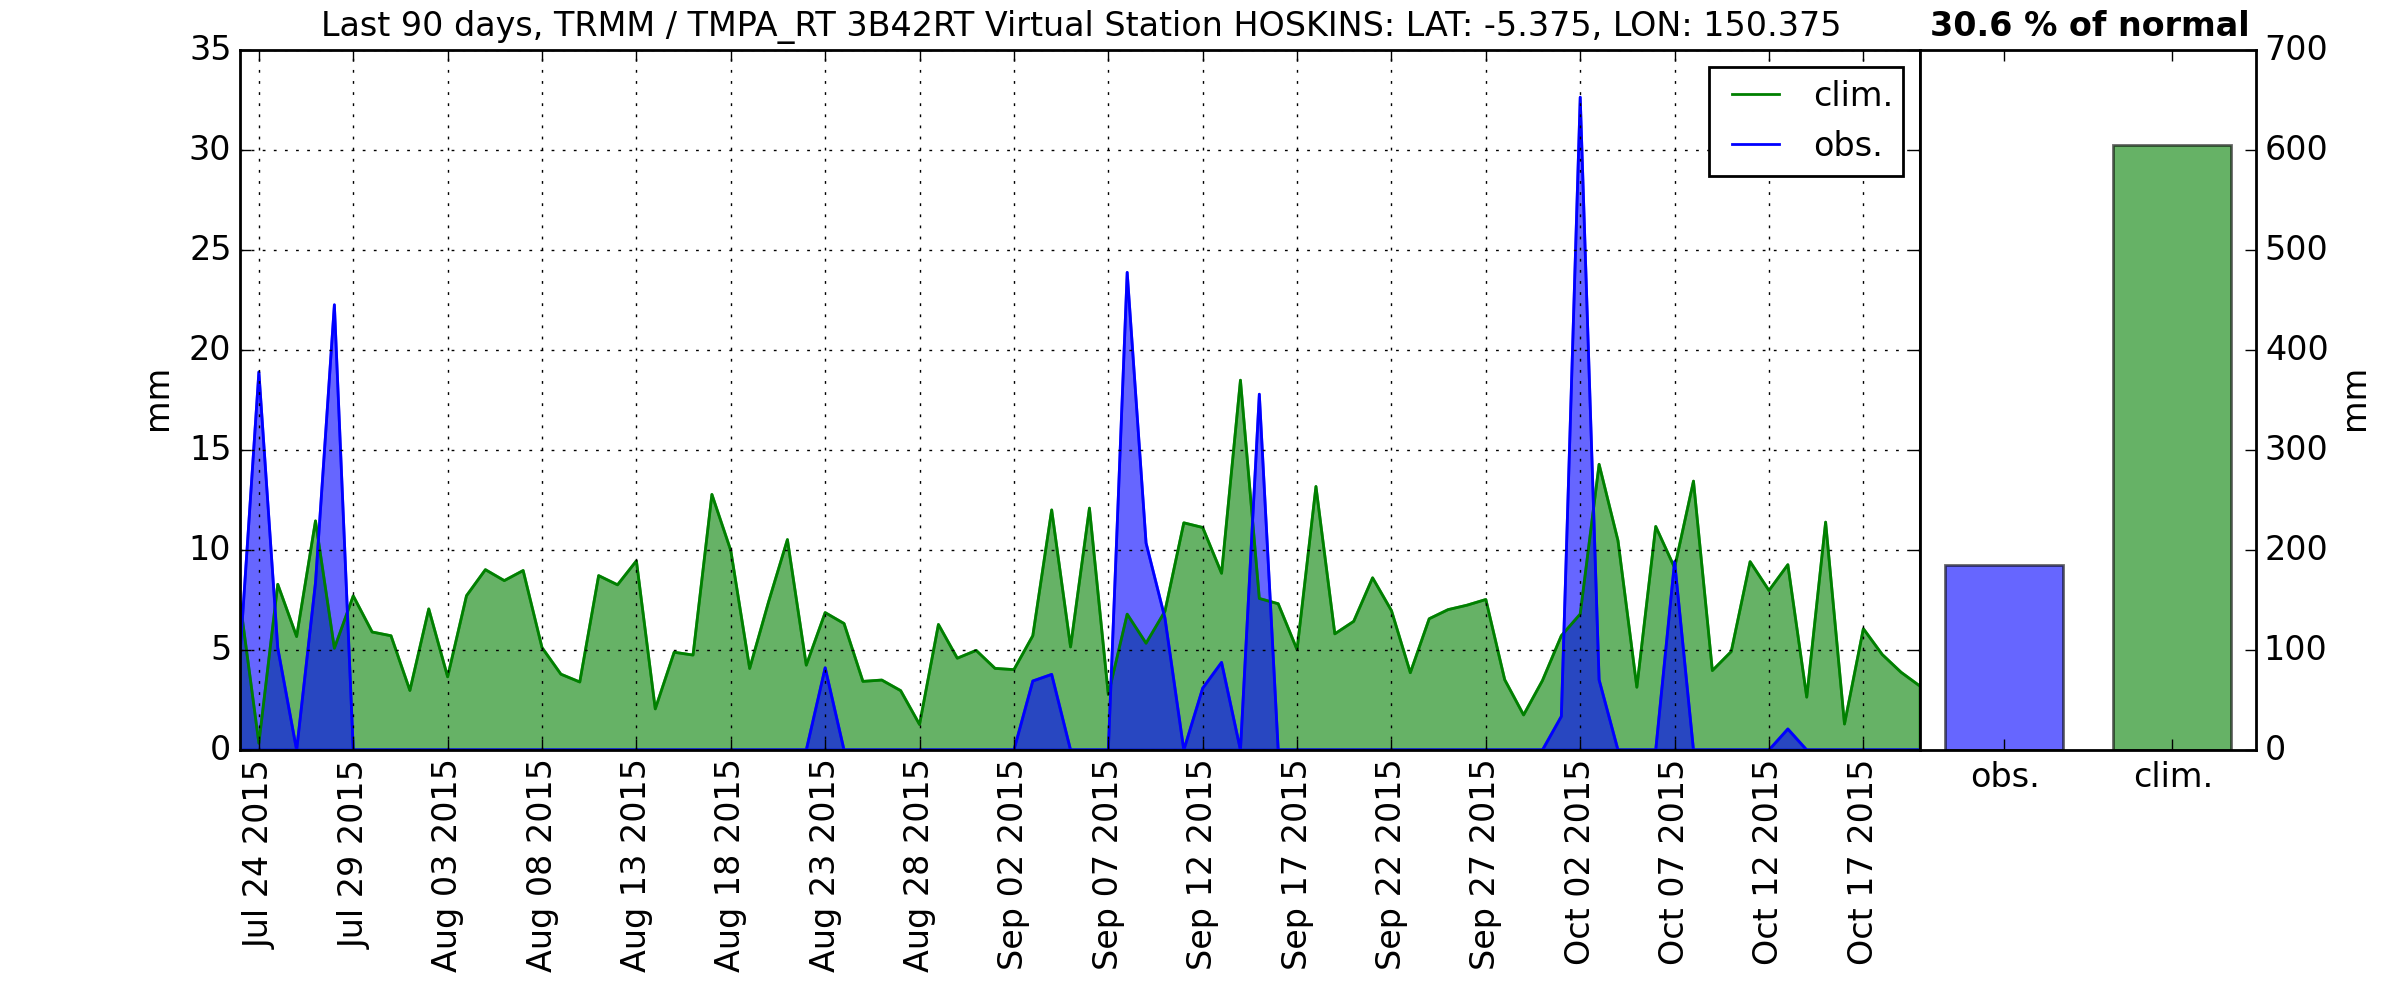 Last 90 days, TRMM / TMPA_RT 3B42RT Virtual Station HOSKINS: LAT: -5.375, LON: 150.375
30.6 % of normal
35
30
25
20
15
10
5
0
mm
clim.
obs.
Jul 24 2015
Jul 29 2015
Aug 03 2015
Aug 08 2015
Aug 13 2015
Aug 18 2015
Aug 23 2015
Aug 28 2015
Sep 02 2015
Sep 07 2015
Sep 12 2015
Sep 17 2015
Sep 22 2015
Sep 27 2015
Oct 02 2015
Oct 07 2015
Oct 12 2015
Oct 17 2015
obs.
clim.
700
600
500
400
300
200
100
0
mm